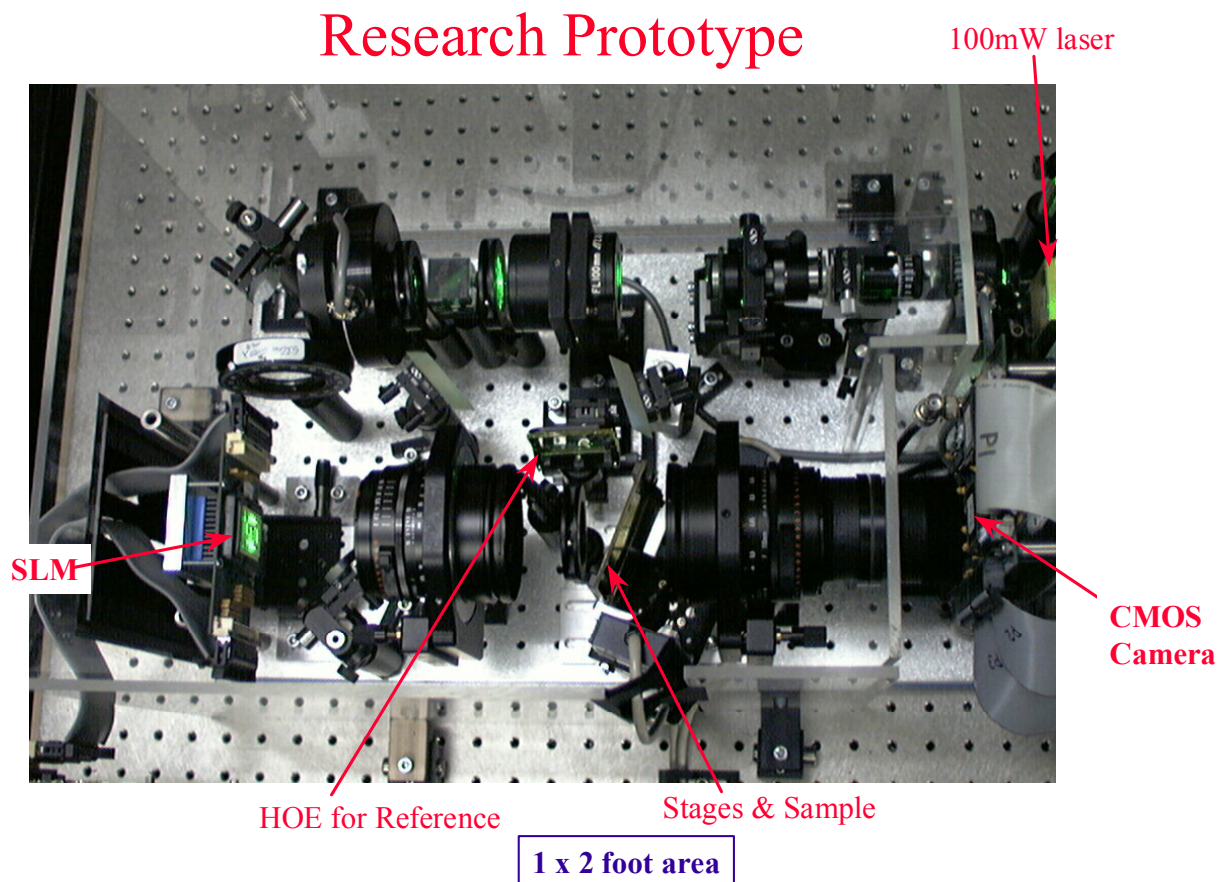 Research Prototype
100mW laser
SLM
CMOS
Camera
HOE for Reference
Stages & Sample
1 x 2 foot area